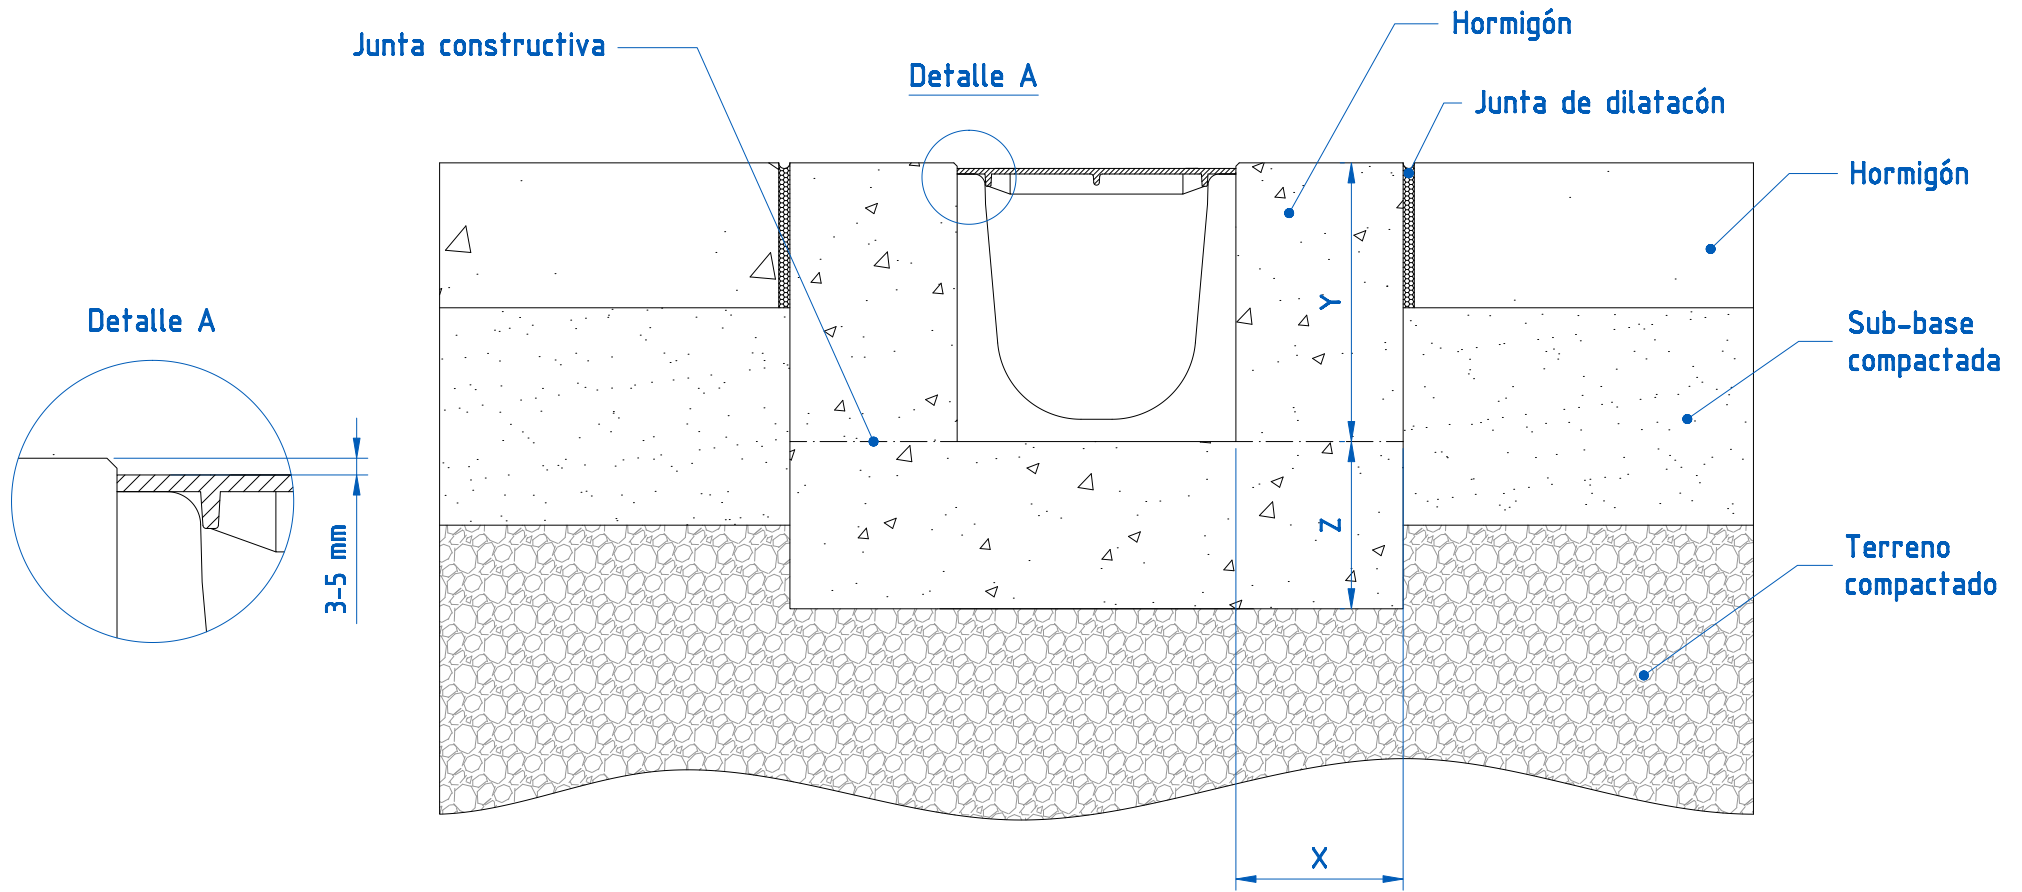 Hormigón
Junta constructiva
Detalle A
Junta de dilatacón
Hormigón
Detalle A
Y
Sub-base
compactada
Z
Terreno
compactado
3-5 mm
X